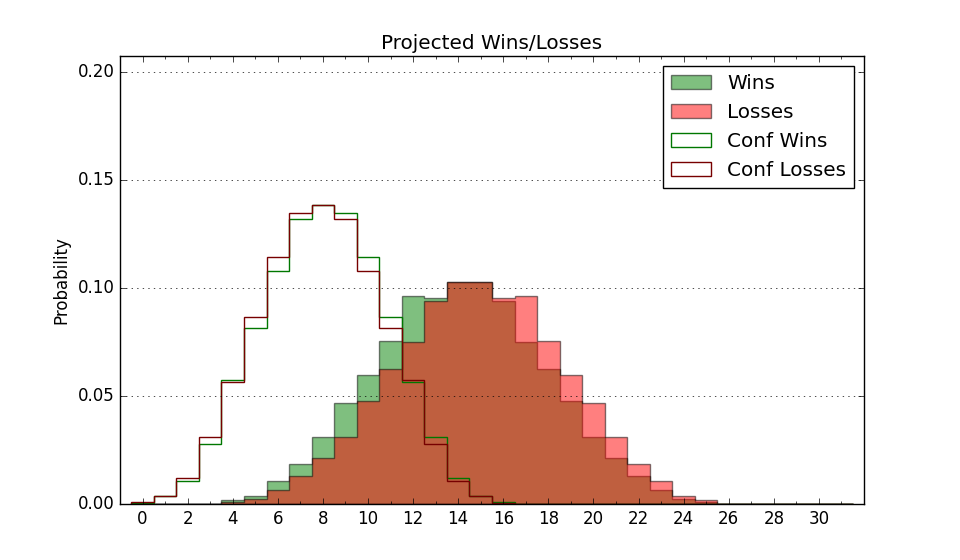 Projected Wins/Losses
0.20
0.15
0.10
0.05
0.00
Probability
Wins
Losses
Conf Wins
Conf Losses
0 2 4 6 8 10 12 14 16 18 20 22 24 26 28 30